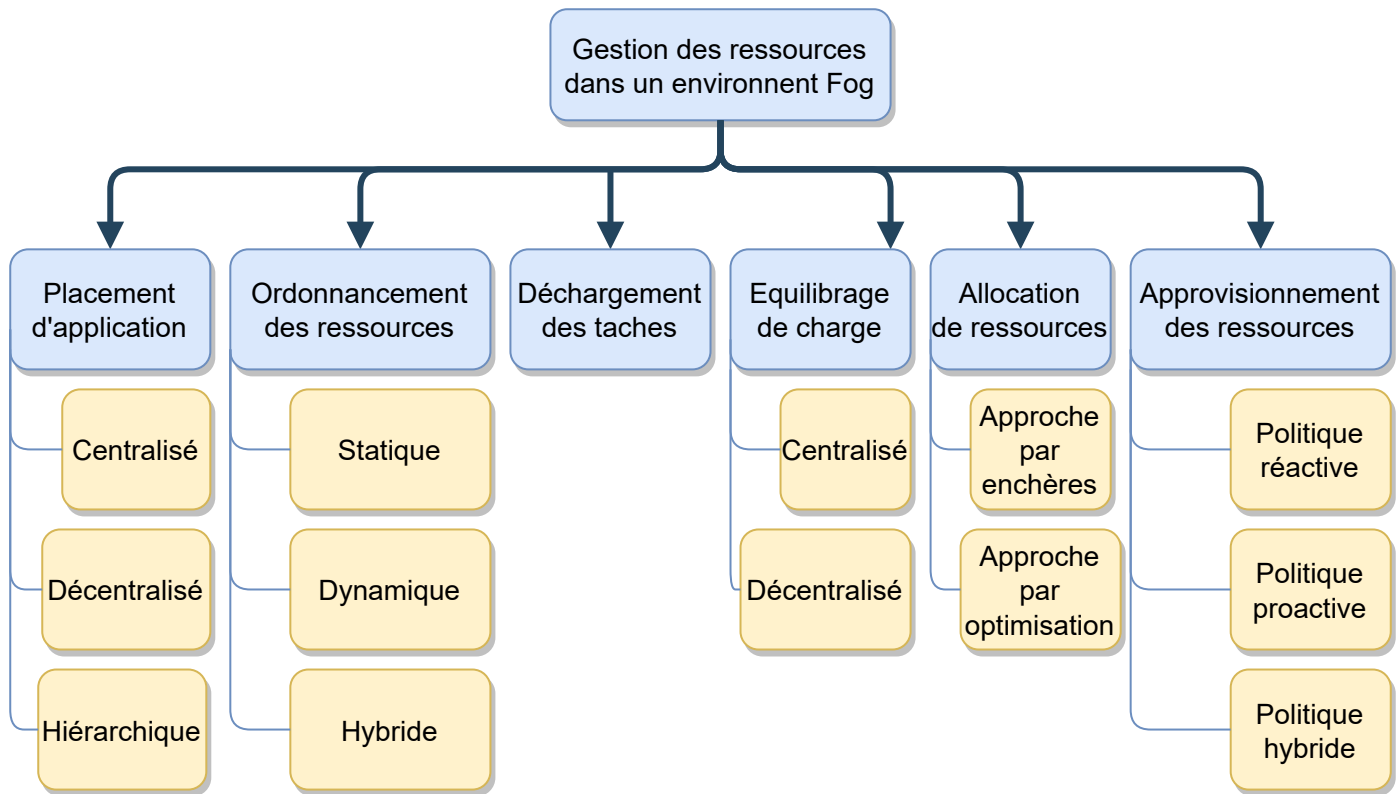 Gestion des ressources
dans un environnent Fog
Placement
d'application
Ordonnancement
des ressources
Déchargement
des taches
Equilibrage
de charge
Allocation
de ressources
Approvisionnement
des ressources
Centralisé
Décentralisé
Hiérarchique
Statique
Dynamique
Hybride
Centralisé
Décentralisé
Approche
par
enchères
Approche
par
optimisation
Politique
réactive
Politique
proactive
Politique
hybride